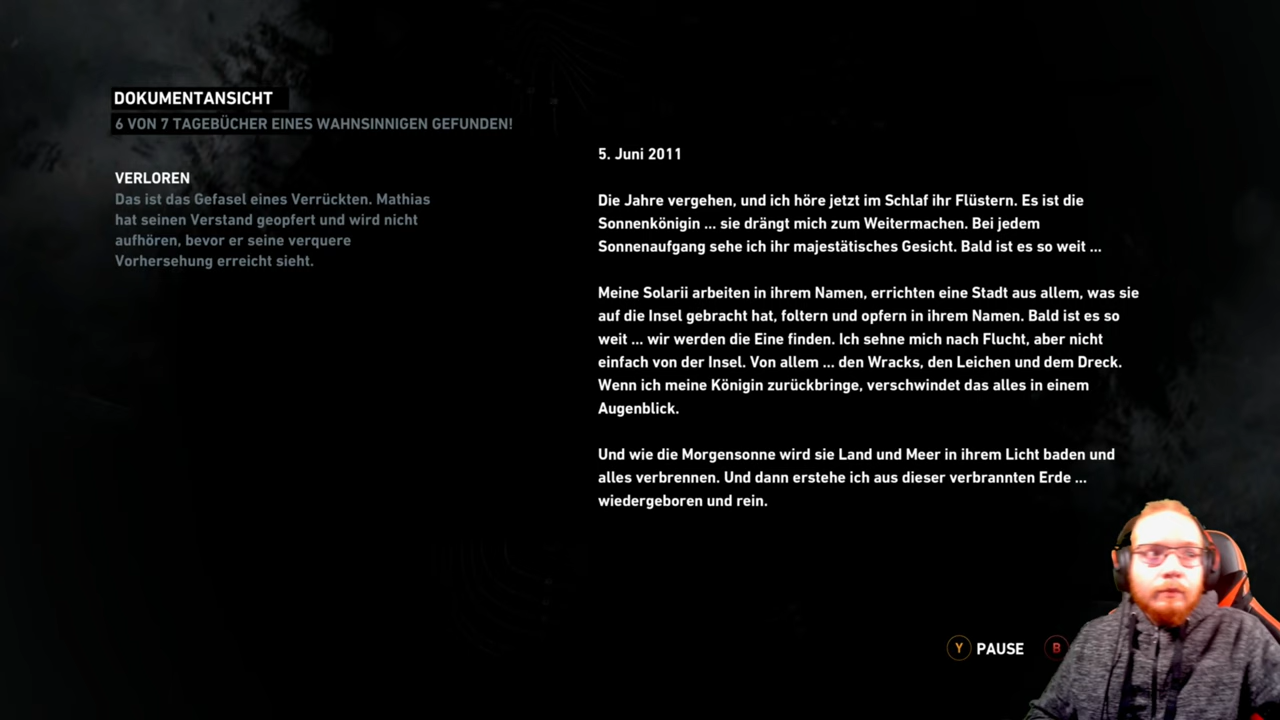 DOKUMENTANSICHT
6 VON 7 TAGEBÜCHER EINES WAHNSINNIGEN GEFUNDEN!
VERLOREN
Das ist das Gefasel eines Verrückten. Mathias
hat seinen Verstand geopfert und wird nicht
aufhören, bevor er seine verquere
Vorhersehung erreicht sieht.
5. Juni 2011
Die Jahre vergehen, und ich höre jetzt im Schlaf ihr Flüstern. Es ist die
Sonnenkönigin ... sie drängt mich zum Weitermachen. Bei jedem
Sonnenaufgang sehe ich ihr majestätisches Gesicht. Bald ist es so weit ...
Meine Solarii arbeiten in ihrem Namen, errichten eine Stadt aus allem, was sie
auf die Insel gebracht hat, foltern und opfern in ihrem Namen. Bald ist es so
weit ... wir werden die Eine finden. Ich sehne mich nach Flucht, aber nicht
einfach von der Insel. Von allem ... den Wracks, den Leichen und dem Dreck.
Wenn ich meine Königin zurückbringe, verschwindet das alles in einem
Augenblick.
Und wie die Morgensonne wird sie Land und Meer in ihrem Licht baden und
alles verbrennen. Und dann erstehe ich aus dieser verbrannten Erde ...
wiedergeboren und rein.
Y PAUSE B